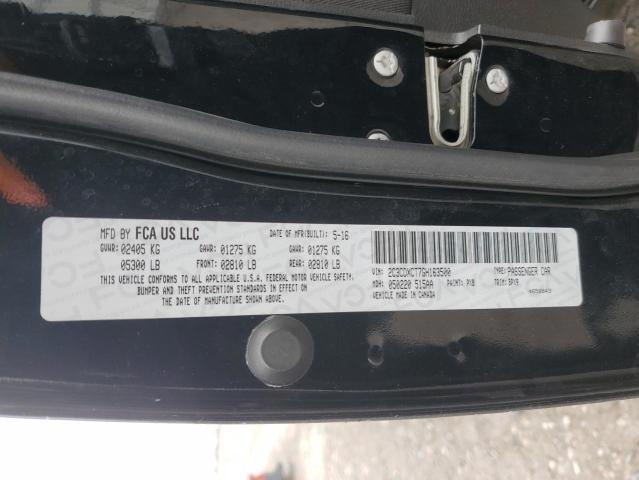 MFD BY FCA US LLC DATE OF MFR(BUILT): 5-16
GVWR: 02405 KG GAWR: 01275 KG GAWR: 01275 KG
05300 LB FRONT: 02810 LB REAR: 02810 LB
THIS VEHICLE CONFORMS TO ALL APPLICABLE U.S.A. FEDERAL MOTOR VEHICLE SAFETY,
BUMPER AND THEFT PREVENTION STANDARDS IN EFFECT ON
THE DATE OF MANUFACTURE SHOWN ABOVE.
VIN: 2C3CDXCT7GH163500 TYPE: PASSENGER CAR
MDH: 050220 515AA PAINT: PX8 TRIM: BPX9
VEHICLE MADE IN CANADA